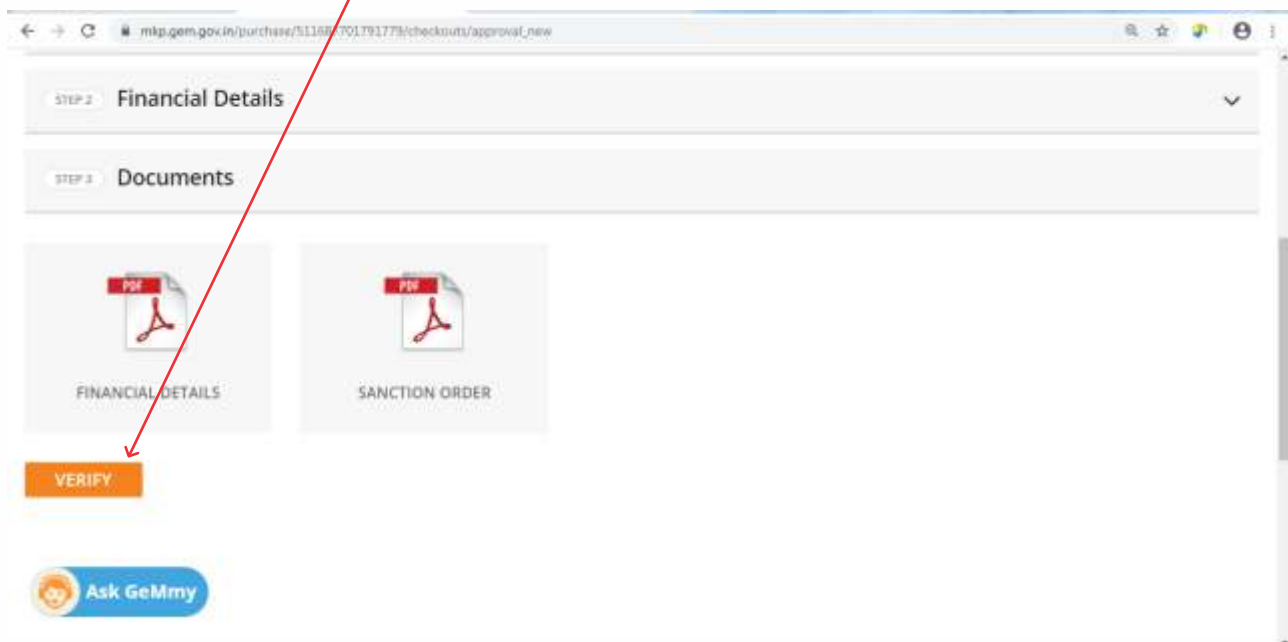 mkp.gem.gov.in/purchase/511687701791779/checkouts/approval_new
STEP 2 Financial Details
STEP 3 Documents
PDF PDF
FINANCIAL DETAILS SANCTION ORDER
VERIFY
Ask GeMmy